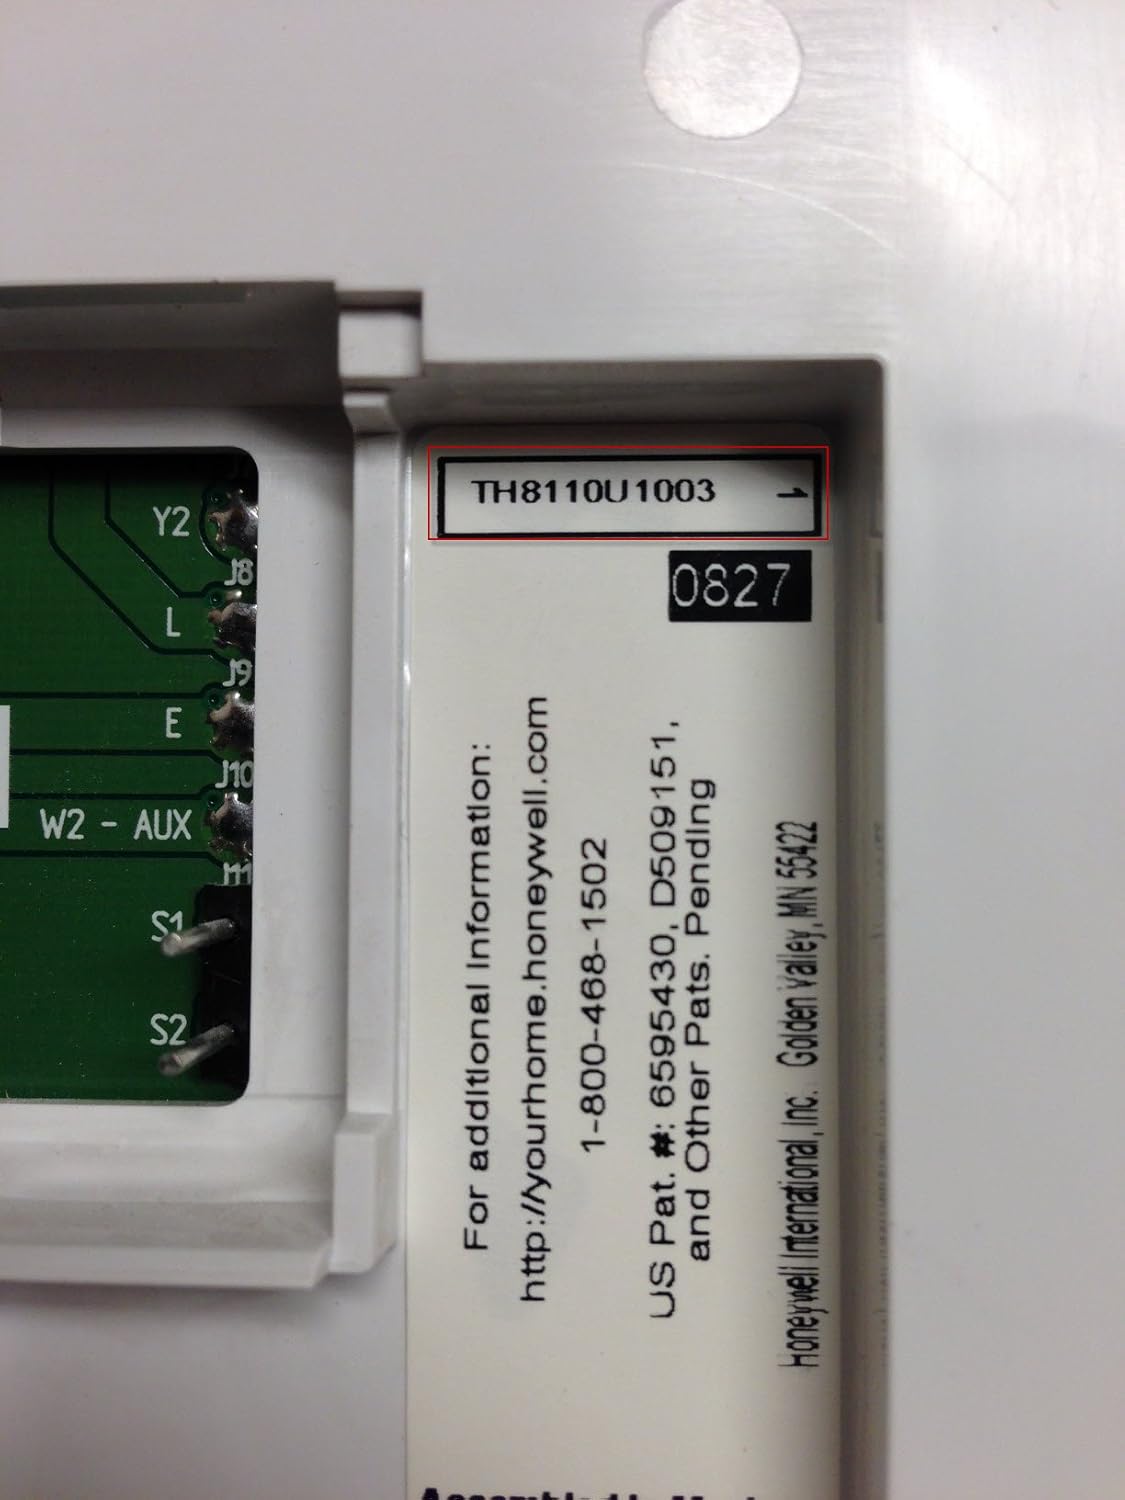 Y2
J8
L
J9
E
J10
W2 - AUX
J11
S1
S2
TH8110U1003
1
0827
For additional Information:
http://yourhome.honeywell.com
1-800-468-1502
US Pat. #: 6595430, D509151,
and Other Pats. Pending
Honeywell International, Inc. Golden Valley, MN 55422